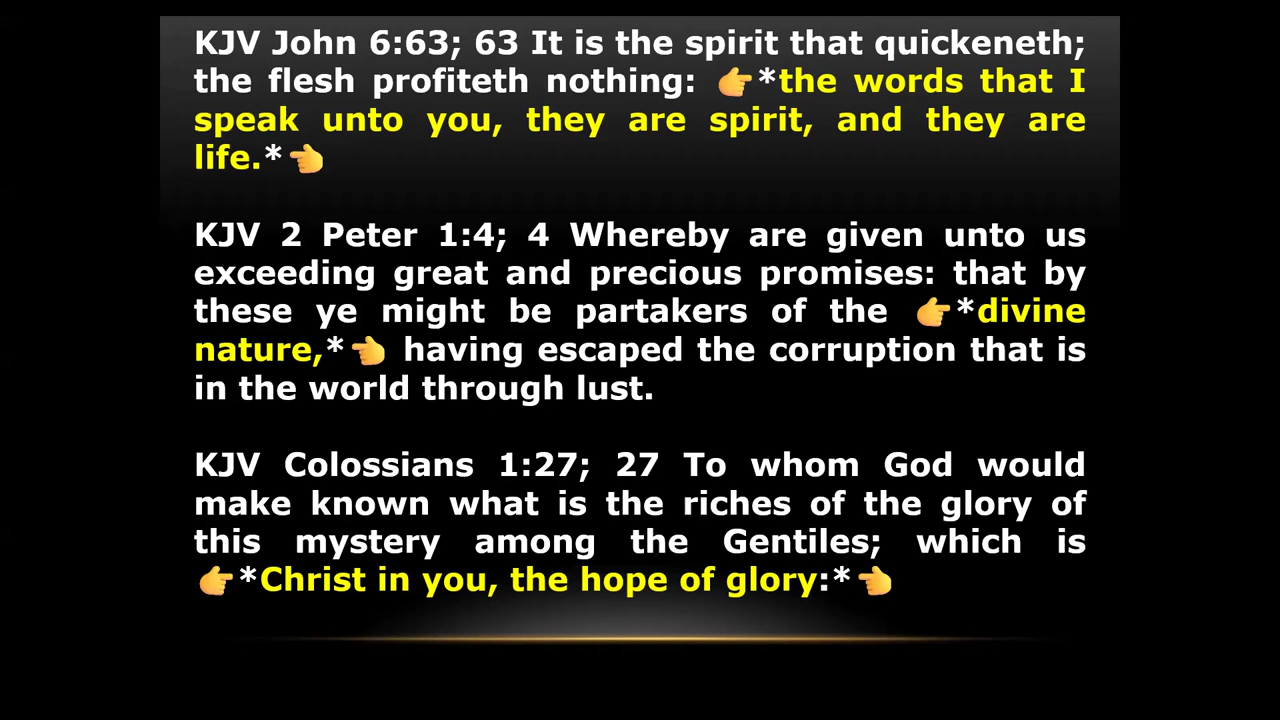 KJV John 6:63; 63 It is the spirit that quickeneth;
the flesh profiteth nothing: 👉*the words that I
speak unto you, they are spirit, and they are
life.*👈
KJV 2 Peter 1:4; 4 Whereby are given unto us
exceeding great and precious promises: that by
these ye might be partakers of the 👉*divine
nature,*👈 having escaped the corruption that is
in the world through lust.
KJV Colossians 1:27; 27 To whom God would
make known what is the riches of the glory of
this mystery among the Gentiles; which is
👉*Christ in you, the hope of glory:*👈